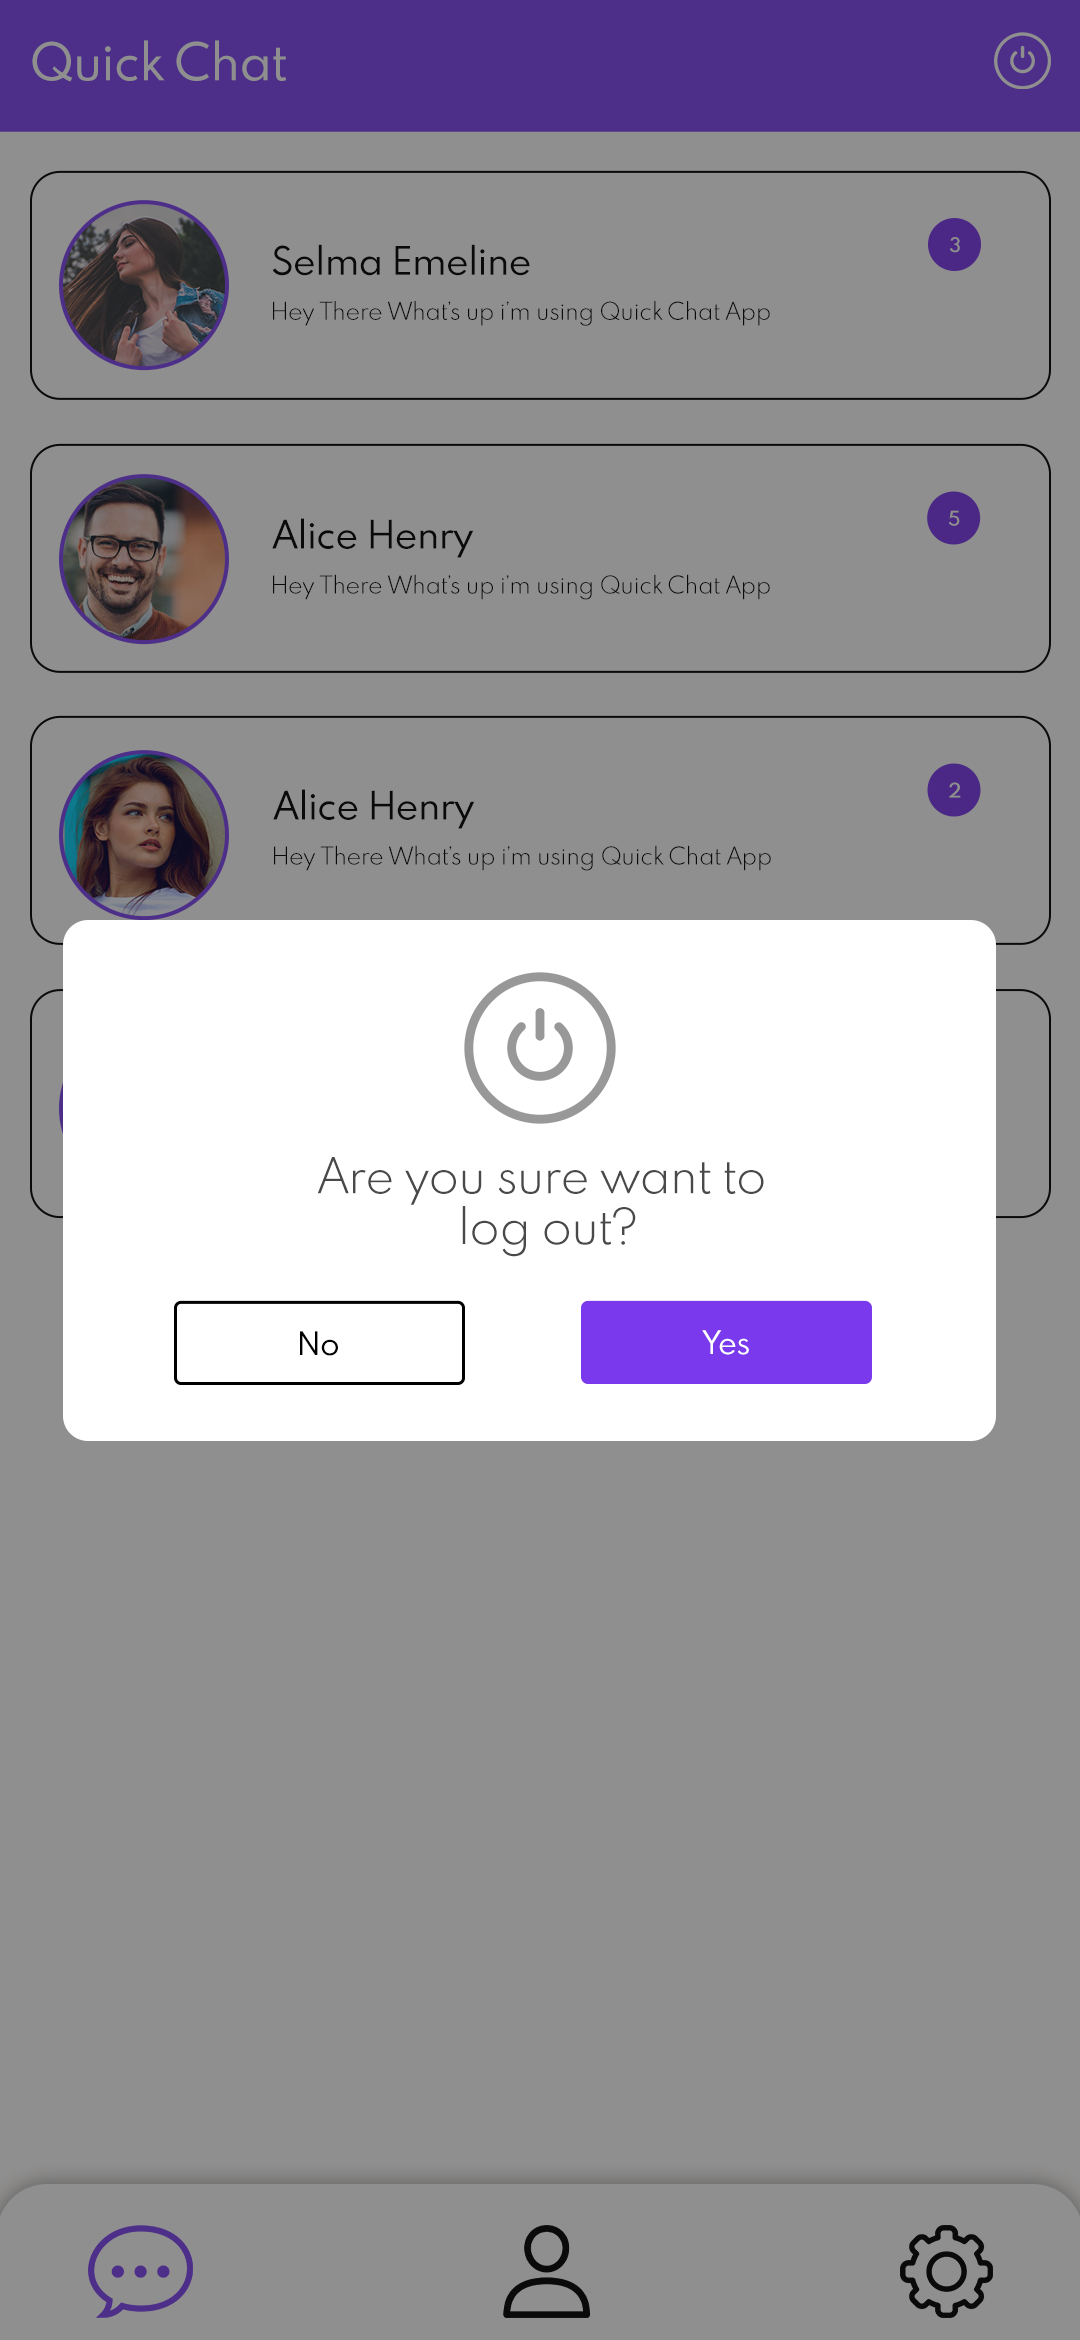 Quick Chat
Selma Emeline
3
Hey There What's up i'm using Quick Chat App
Alice Henry
5
Hey There What's up i'm using Quick Chat App
Alice Henry
2
Hey There What's up i'm using Quick Chat App
Are you sure want to
log out?
No
Yes